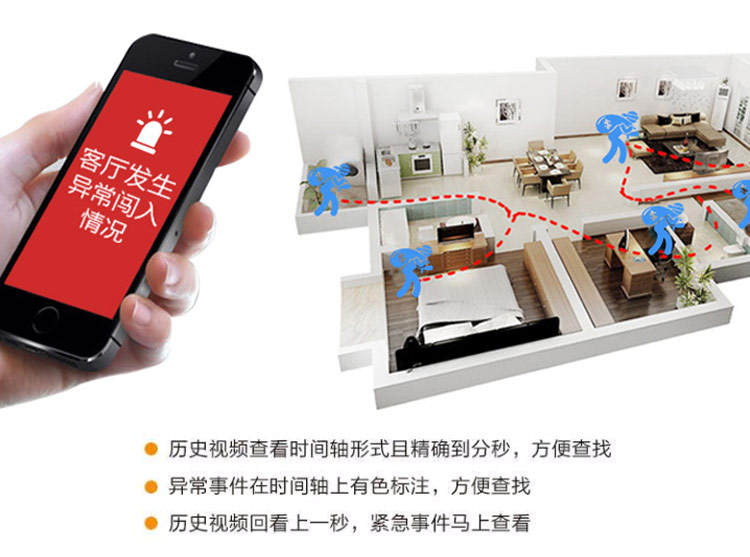 客厅发生
异常闯入
情况
历史视频查看时间轴形式且精确到分秒，方便查找
异常事件在时间轴上有色标注，方便查找
历史视频回看上一秒，紧急事件马上查看